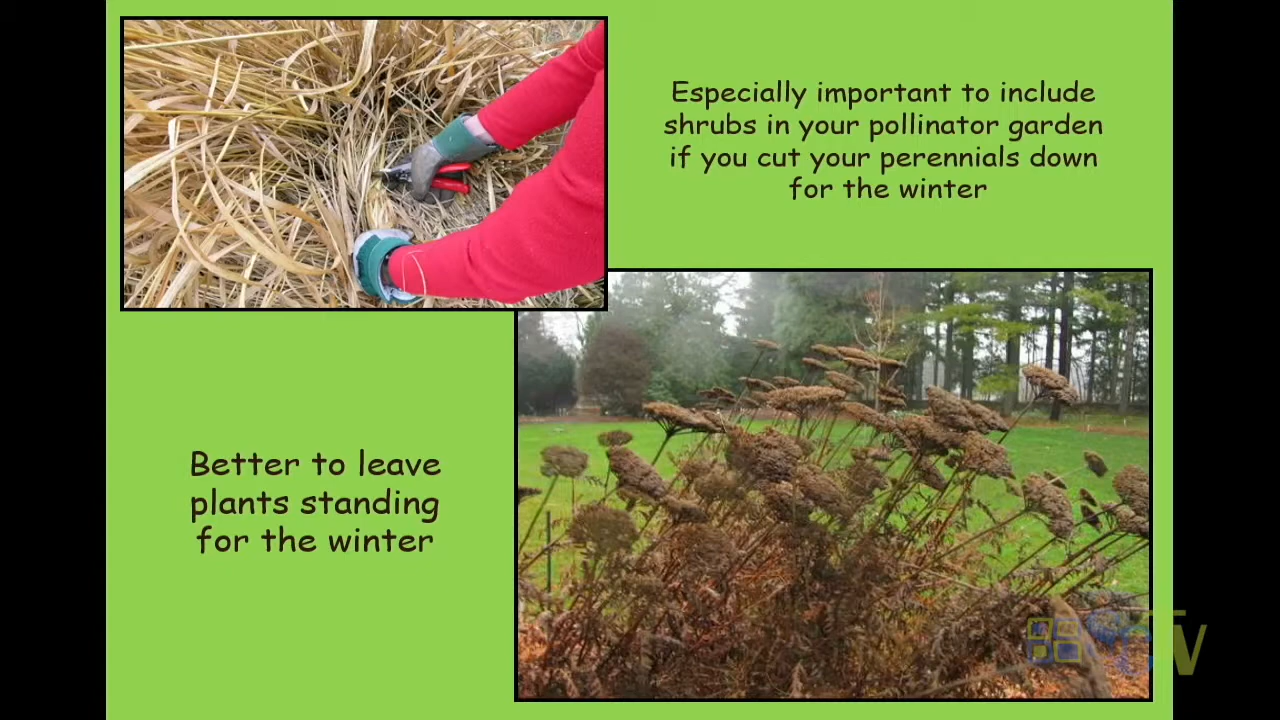 Especially important to include
shrubs in your pollinator garden
if you cut your perennials down
for the winter
Better to leave
plants standing
for the winter